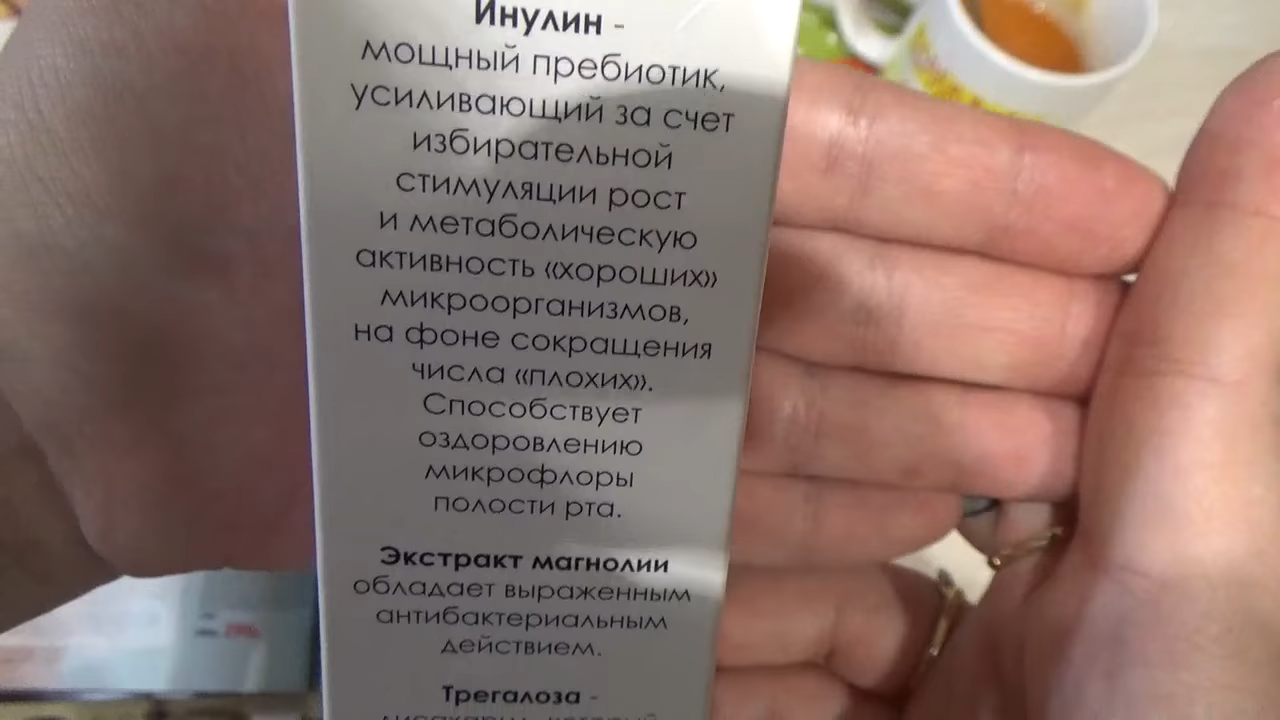 Инулин -
мощный пребиотик,
усиливающий за счет
избирательной
стимуляции рост
и метаболическую
активность «хороших»
микроорганизмов,
на фоне сокращения
числа «плохих».
Способствует
оздоровлению
микрофлоры
полости рта.
Экстракт магнолии
обладает выраженным
антибактериальным
действием.
Трегалоза -